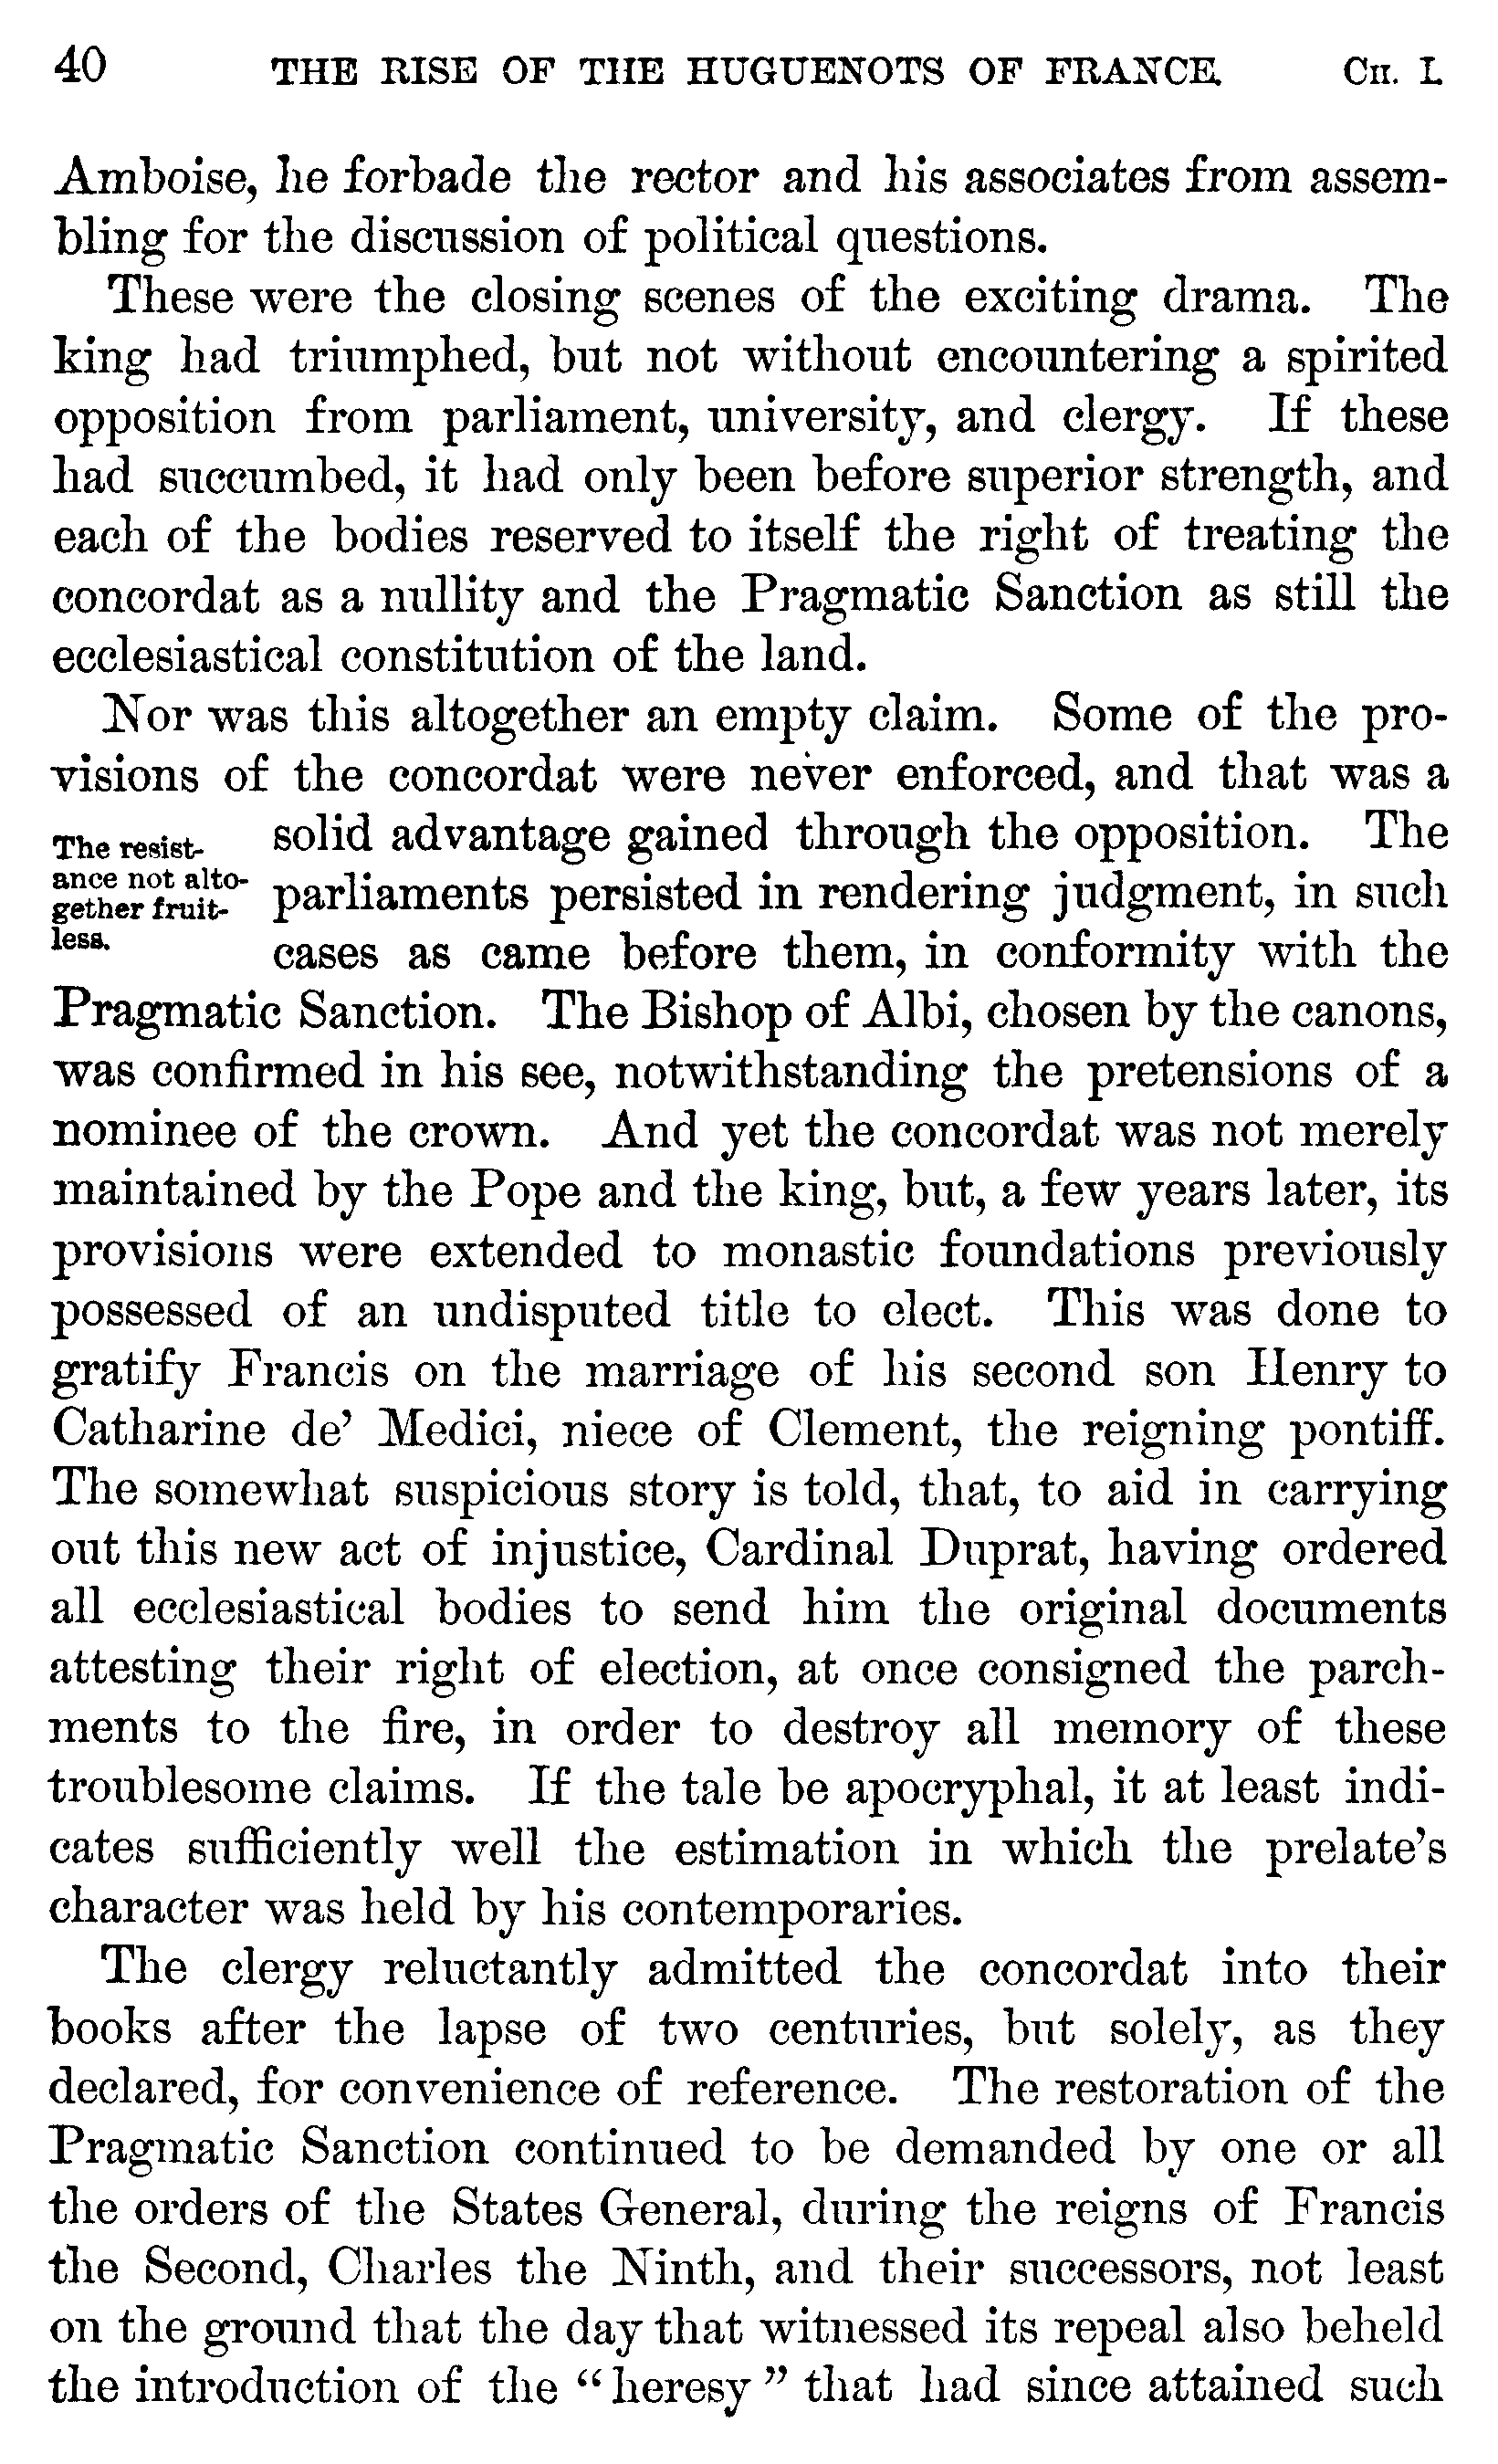 40 THE RISE OF THE HUGUENOTS OF FRANCE. CH. I.
Amboise, he forbade the rector and his associates from assem-
bling for the discussion of political questions.
These were the closing scenes of the exciting drama. The
king had triumphed, but not without encountering a spirited
opposition from parliament, university, and clergy. If these
had succumbed, it had only been before superior strength, and
each of the bodies reserved to itself the right of treating the
concordat as a nullity and the Pragmatic Sanction as still the
ecclesiastical constitution of the land.
Nor was this altogether an empty claim. Some of the pro-
visions of the concordat were never enforced, and that was a
The resist-
ance not alto-
gether fruit-
less.
solid advantage gained through the opposition. The
parliaments persisted in rendering judgment, in such
cases as came before them, in conformity with the
Pragmatic Sanction. The Bishop of Albi, chosen by the canons,
was confirmed in his see, notwithstanding the pretensions of a
nominee of the crown. And yet the concordat was not merely
maintained by the Pope and the king, but, a few years later, its
provisions were extended to monastic foundations previously
possessed of an undisputed title to elect. This was done to
gratify Francis on the marriage of his second son Henry to
Catharine de' Medici, niece of Clement, the reigning pontiff.
The somewhat suspicious story is told, that, to aid in carrying
out this new act of injustice, Cardinal Duprat, having ordered
all ecclesiastical bodies to send him the original documents
attesting their right of election, at once consigned the parch-
ments to the fire, in order to destroy all memory of these
troublesome claims. If the tale be apocryphal, it at least indi-
cates sufficiently well the estimation in which the prelate's
character was held by his contemporaries.
The clergy reluctantly admitted the concordat into their
books after the lapse of two centuries, but solely, as they
declared, for convenience of reference. The restoration of the
Pragmatic Sanction continued to be demanded by one or all
the orders of the States General, during the reigns of Francis
the Second, Charles the Ninth, and their successors, not least
on the ground that the day that witnessed its repeal also beheld
the introduction of the "heresy" that had since attained such